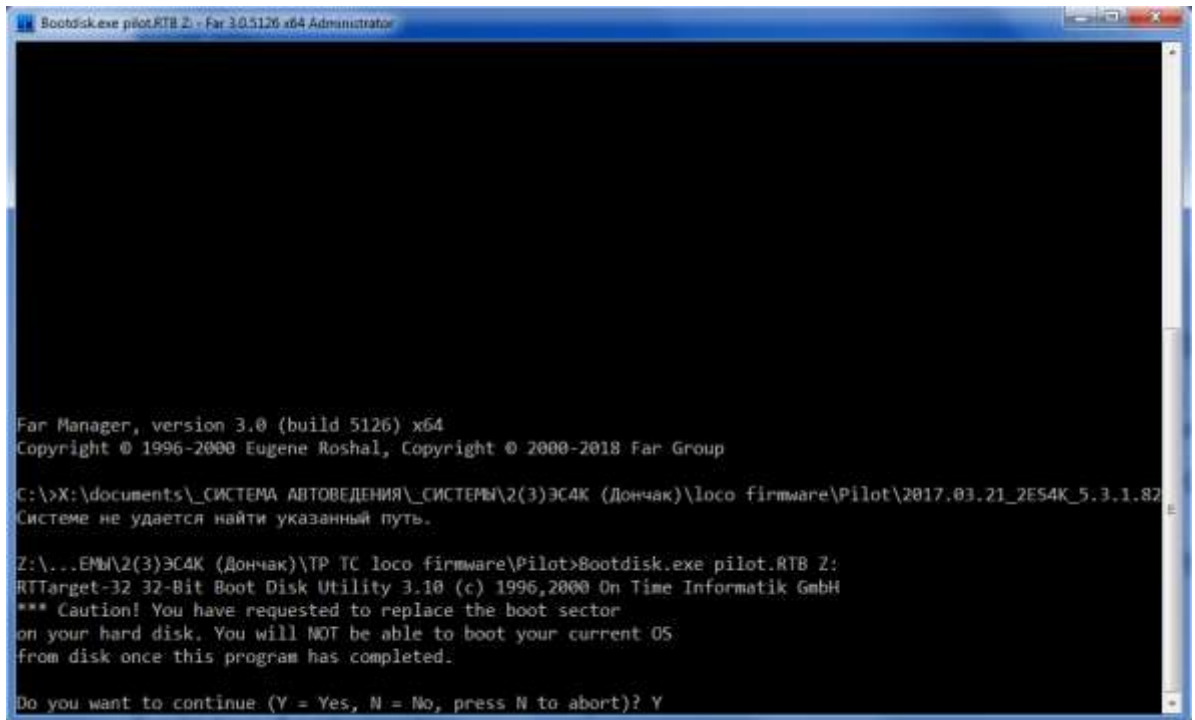 Bootdisk.exe pilot.RTB Z: - Far 3.0.5126 x64 Administrator
Far Manager, version 3.0 (build 5126) x64
Copyright © 1996-2000 Eugene Roshal, Copyright © 2000-2018 Far Group
C:\>X:\documents\_СИСТЕМА АВТОВЕДЕНИЯ\_СИСТЕМЫ\2(3)ЭС4К (Дончак)\loco firmware\Pilot\2017.03.21_2ES4K_5.3.1.82
Системе не удается найти указанный путь.
Z:\...ЕМЫ\2(3)ЭС4К (Дончак)\ТР ТС loco firmware\Pilot>Bootdisk.exe pilot.RTB Z:
RTTarget-32 32-Bit Boot Disk Utility 3.10 (c) 1996,2000 On Time Informatik GmbH
*** Caution! You have requested to replace the boot sector
on your hard disk. You will NOT be able to boot your current OS
from disk once this program has completed.
Do you want to continue (Y = Yes, N = No, press N to abort)? Y